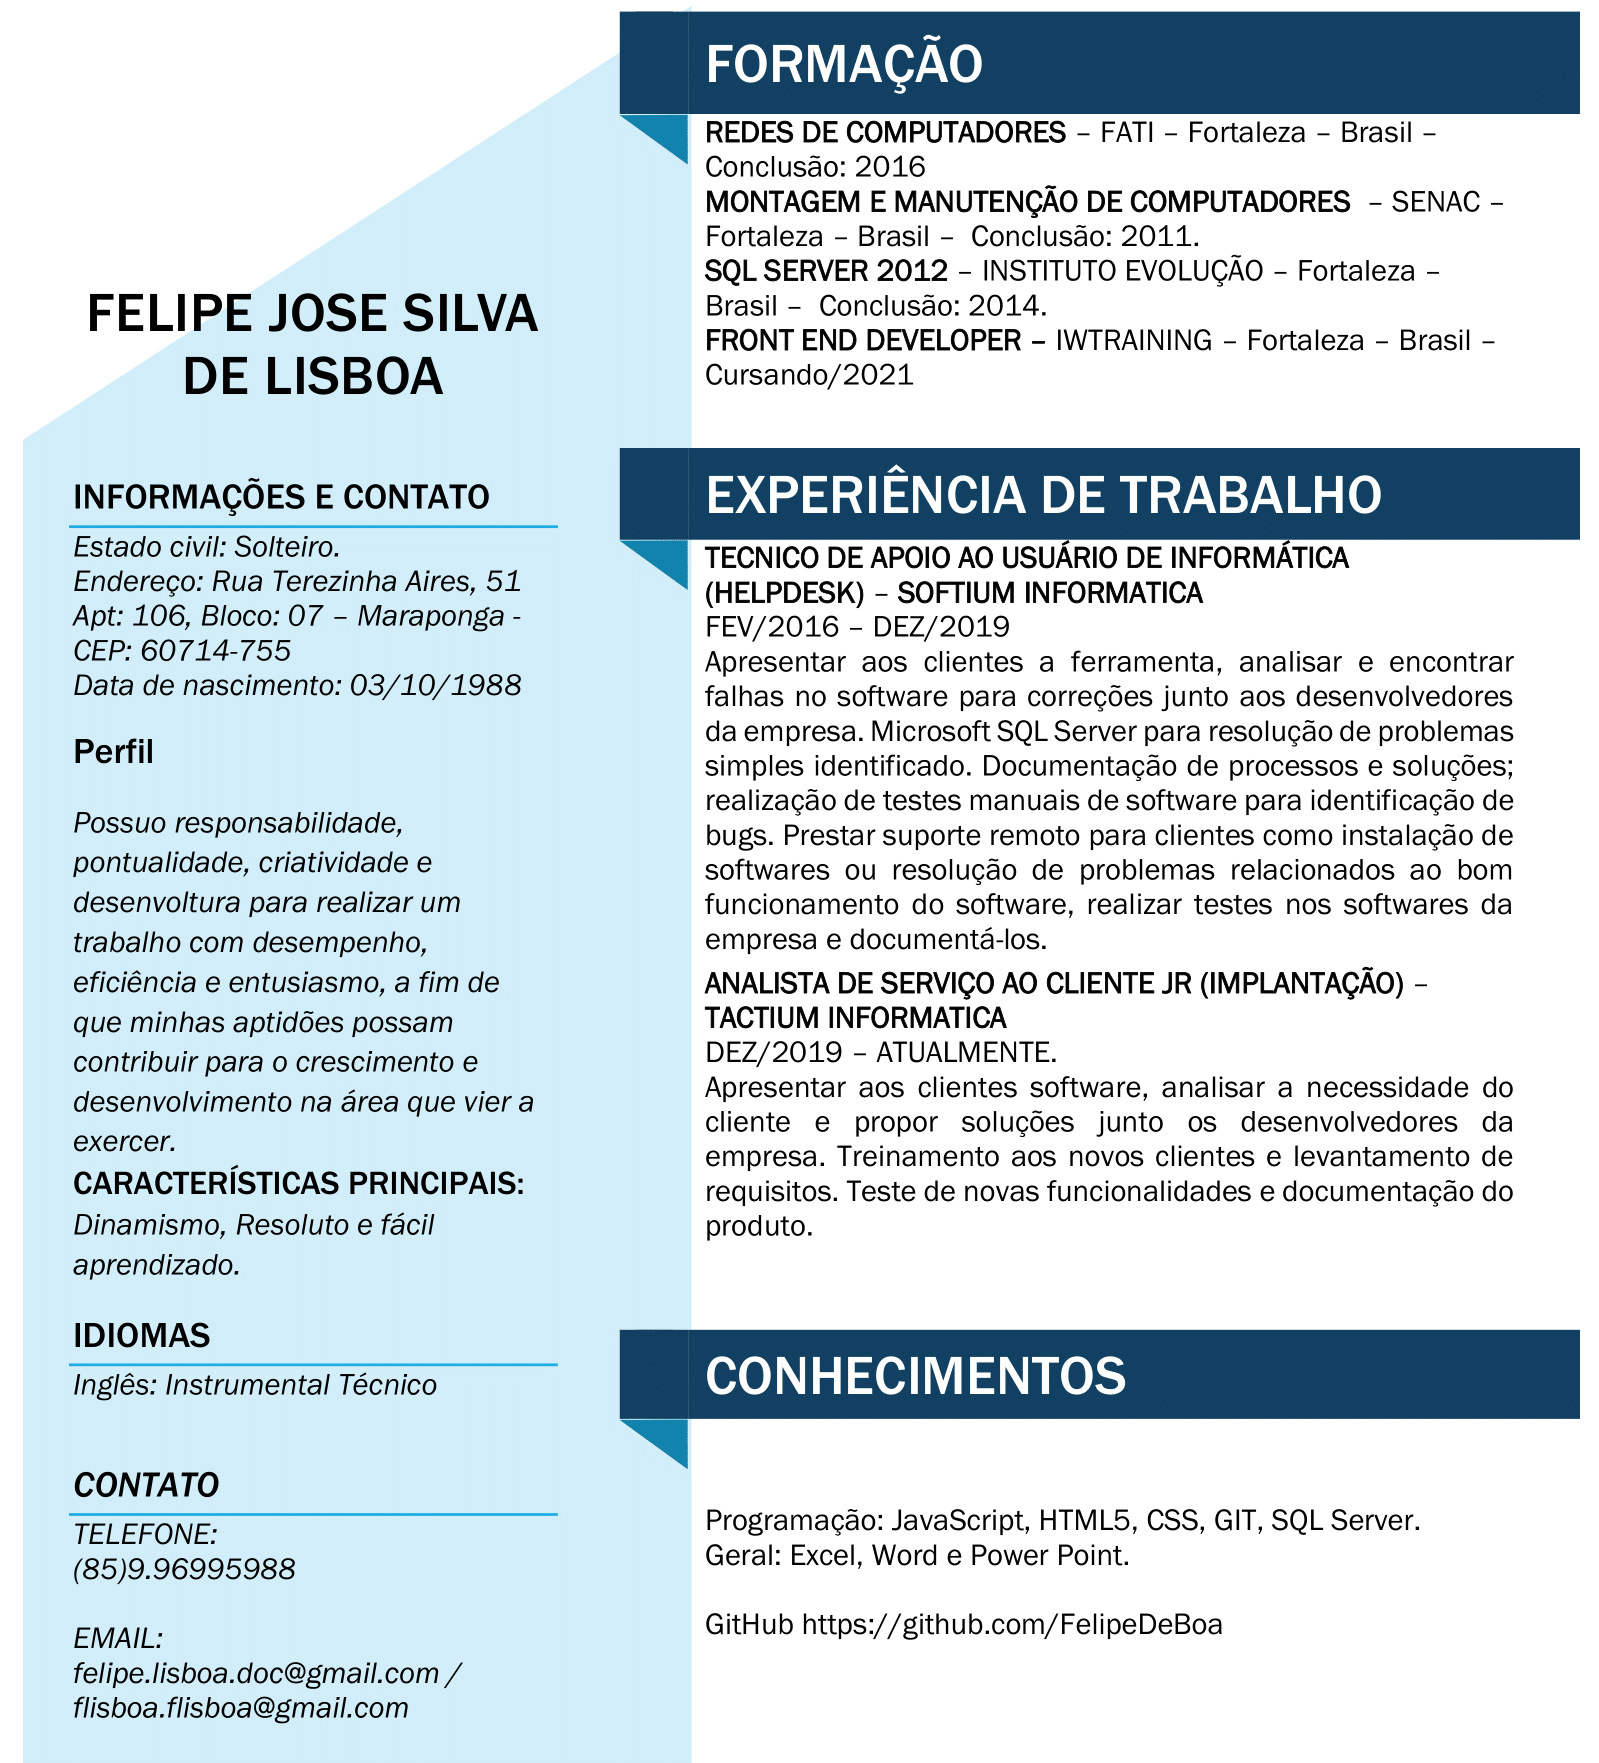 FELIPE JOSE SILVA
DE LISBOA
INFORMAÇÕES E CONTATO
Estado civil: Solteiro.
Endereço: Rua Terezinha Aires, 51
Apt: 106, Bloco: 07 – Maraponga -
CEP: 60714-755
Data de nascimento: 03/10/1988
Perfil
Possuo responsabilidade,
pontualidade, criatividade e
desenvoltura para realizar um
trabalho com desempenho,
eficiência e entusiasmo, a fim de
que minhas aptidões possam
contribuir para o crescimento e
desenvolvimento na área que vier a
exercer.
CARACTERÍSTICAS PRINCIPAIS:
Dinamismo, Resoluto e fácil
aprendizado.
IDIOMAS
Inglês: Instrumental Técnico
CONTATO
TELEFONE:
(85)9.96995988
EMAIL:
felipe.lisboa.doc@gmail.com /
flisboa.flisboa@gmail.com
FORMAÇÃO
REDES DE COMPUTADORES – FATI – Fortaleza – Brasil –
Conclusão: 2016
MONTAGEM E MANUTENÇÃO DE COMPUTADORES – SENAC –
Fortaleza – Brasil – Conclusão: 2011.
SQL SERVER 2012 – INSTITUTO EVOLUÇÃO – Fortaleza –
Brasil – Conclusão: 2014.
FRONT END DEVELOPER – IWTRAINING – Fortaleza – Brasil –
Cursando/2021
EXPERIÊNCIA DE TRABALHO
TECNICO DE APOIO AO USUÁRIO DE INFORMÁTICA
(HELPDESK) – SOFTIUM INFORMATICA
FEV/2016 – DEZ/2019
Apresentar aos clientes a ferramenta, analisar e encontrar
falhas no software para correções junto aos desenvolvedores
da empresa. Microsoft SQL Server para resolução de problemas
simples identificado. Documentação de processos e soluções;
realização de testes manuais de software para identificação de
bugs. Prestar suporte remoto para clientes como instalação de
softwares ou resolução de problemas relacionados ao bom
funcionamento do software, realizar testes nos softwares da
empresa e documentá-los.
ANALISTA DE SERVIÇO AO CLIENTE JR (IMPLANTAÇÃO) –
TACTIUM INFORMATICA
DEZ/2019 – ATUALMENTE.
Apresentar aos clientes software, analisar a necessidade do
cliente e propor soluções junto os desenvolvedores da
empresa. Treinamento aos novos clientes e levantamento de
requisitos. Teste de novas funcionalidades e documentação do
produto.
CONHECIMENTOS
Programação: JavaScript, HTML5, CSS, GIT, SQL Server.
Geral: Excel, Word e Power Point.
GitHub https://github.com/FelipeDeBoa